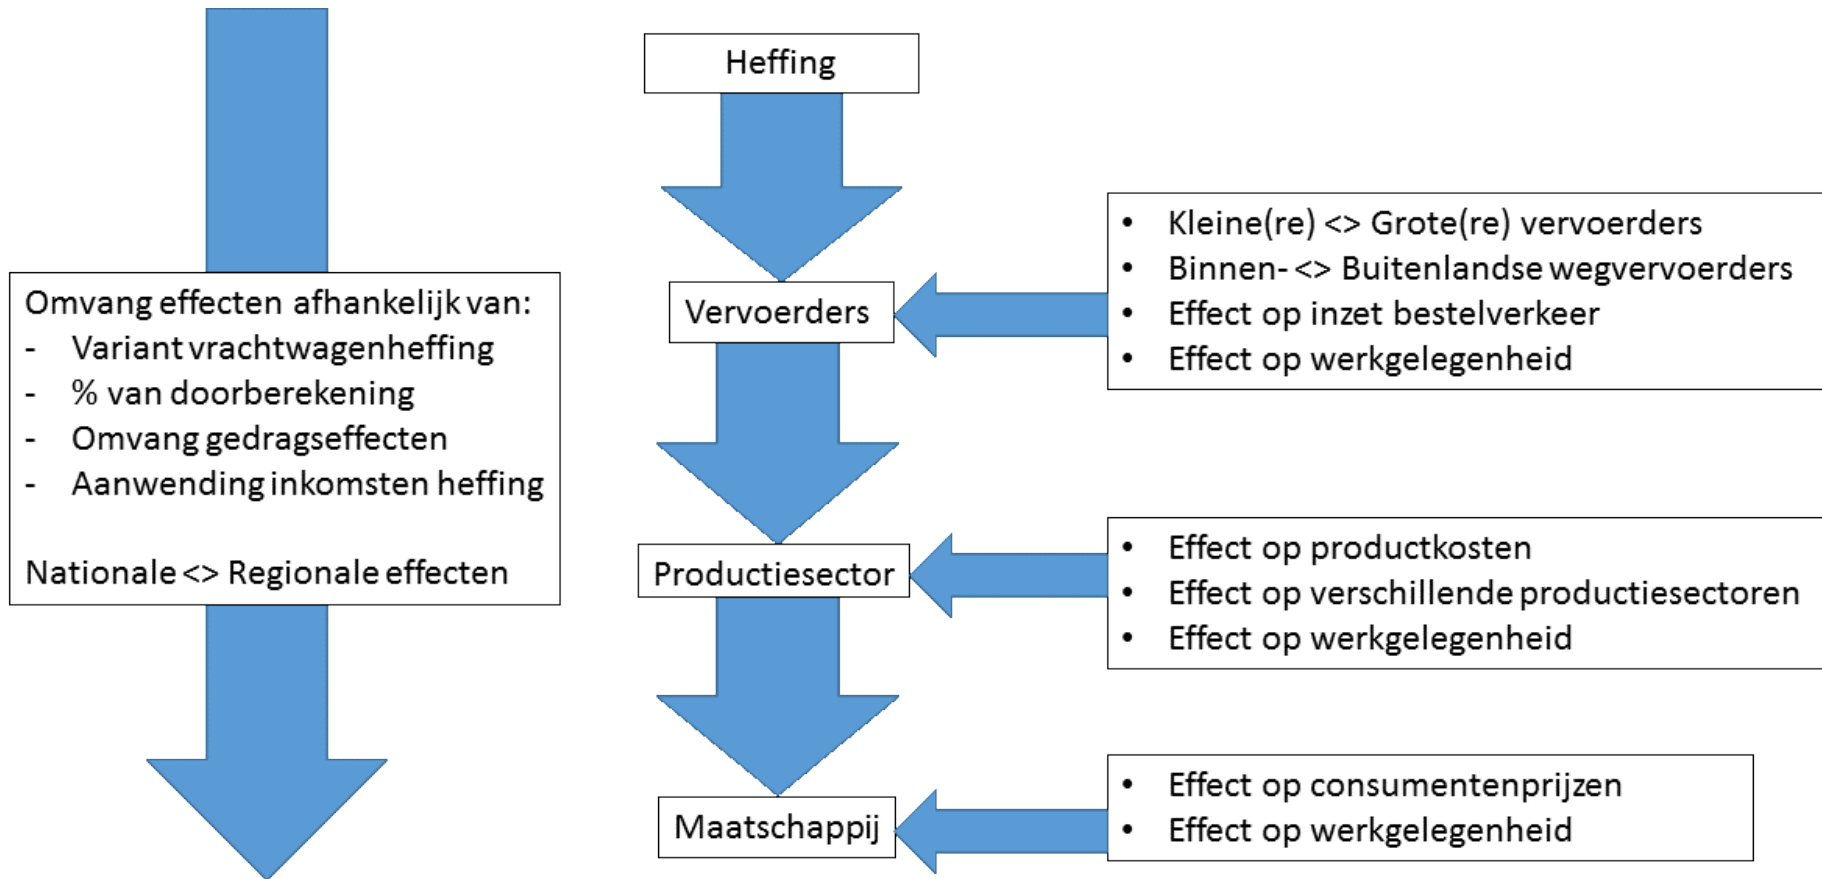 Heffing
Omvang effecten afhankelijk van:
- Variant vrachtwagenheffing
- % van doorberekening
- Omvang gedragseffecten
- Aanwending inkomsten heffing
Nationale <> Regionale effecten
Vervoerders
• Kleine(re) <> Grote(re) vervoerders
• Binnen- <> Buitenlandse wegvervoerders
• Effect op inzet bestelverkeer
• Effect op werkgelegenheid
Productiesector
• Effect op productkosten
• Effect op verschillende productiesectoren
• Effect op werkgelegenheid
Maatschappij
• Effect op consumentenprijzen
• Effect op werkgelegenheid